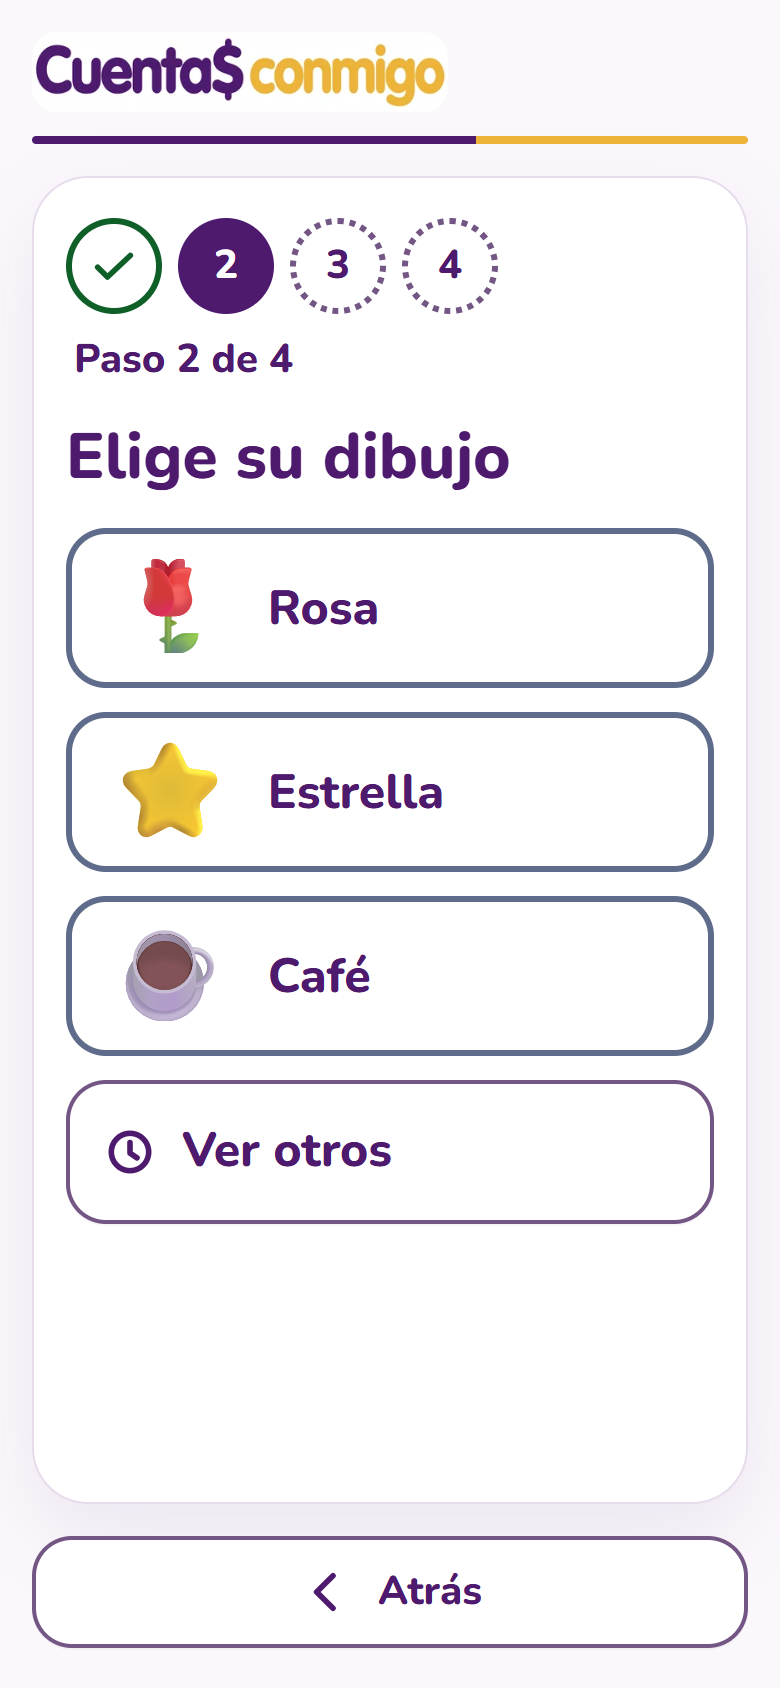 Cuenta$ conmigo
2 3 4
Paso 2 de 4
Elige su dibujo
Rosa
Estrella
Café
Ver otros
Atrás